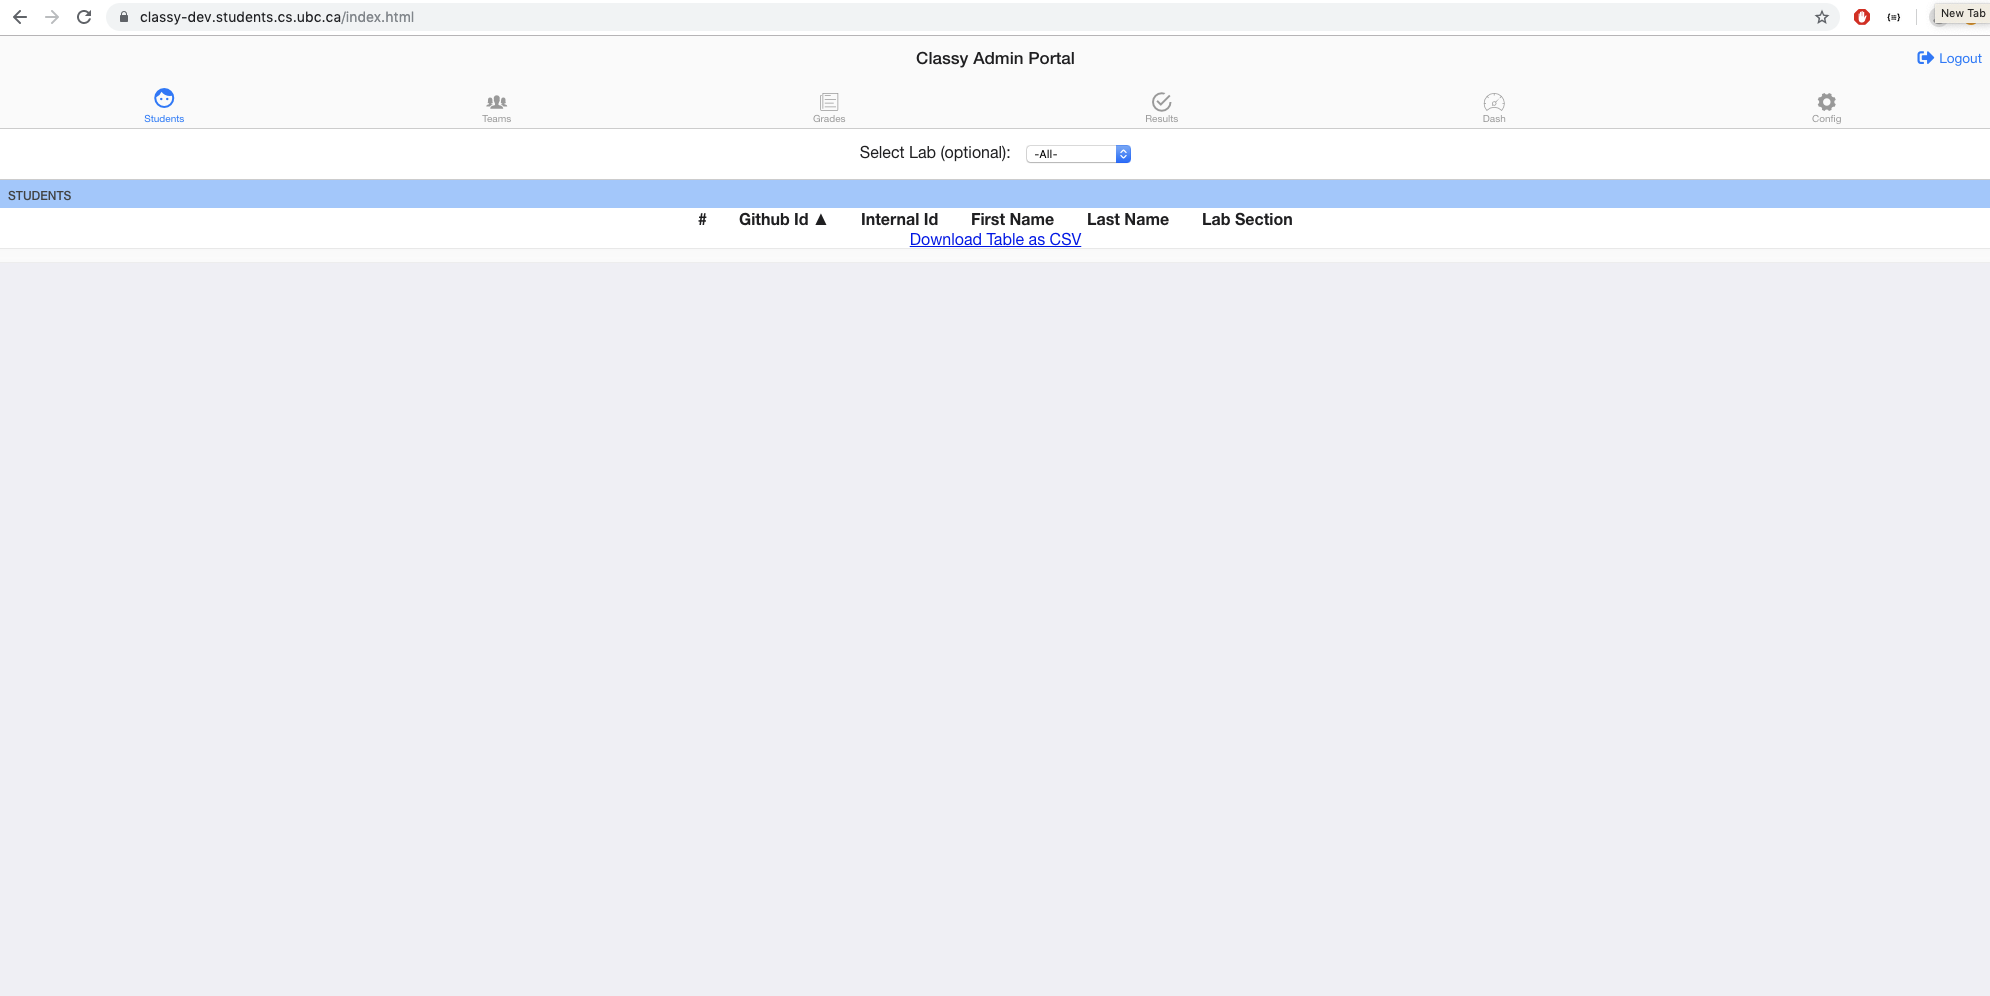 classy-dev.students.cs.ubc.ca/index.html
New Tab
Classy Admin Portal
Logout
Students
Teams
Grades
Results
Dash
Config
Select Lab (optional): -All-
STUDENTS
# Github Id ▲ Internal Id First Name Last Name Lab Section
Download Table as CSV